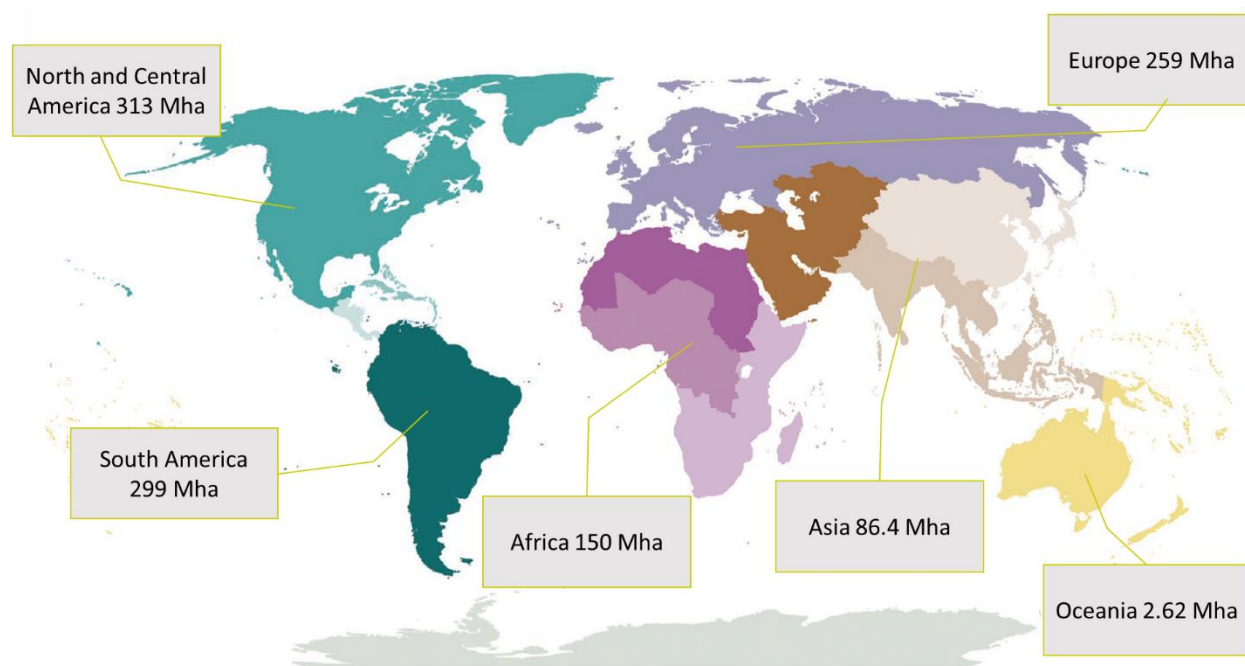 North and Central
America 313 Mha
Europe 259 Mha
South America
299 Mha
Africa 150 Mha
Asia 86.4 Mha
Oceania 2.62 Mha